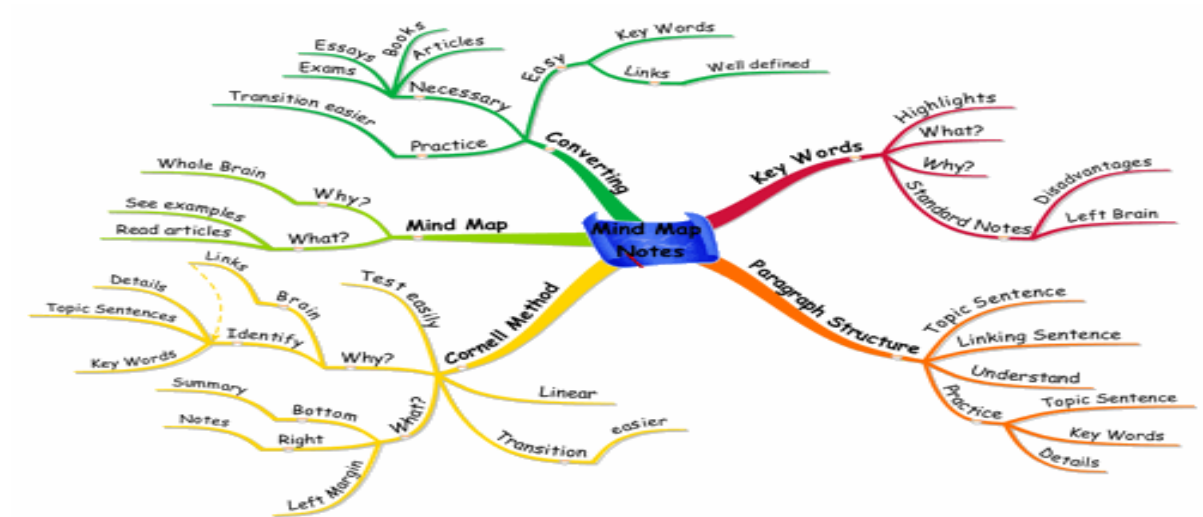 Mind Map
Notes
Converting
Easy
Key Words
Links
Well defined
Necessary
Books
Articles
Essays
Exams
Practice
Transition easier
Key Words
Highlights
What?
Why?
Standard Notes
Disadvantages
Left Brain
Mind Map
Why?
Whole Brain
What?
See examples
Read articles
Paragraph Structure
Topic Sentence
Linking Sentence
Understand
Practice
Topic Sentence
Key Words
Details
Cornell Method
Test easily
Why?
Brain
Links
Identify
Details
Topic Sentences
Key Words
What?
Bottom
Summary
Right
Notes
Left Margin
Linear
Transition
easier